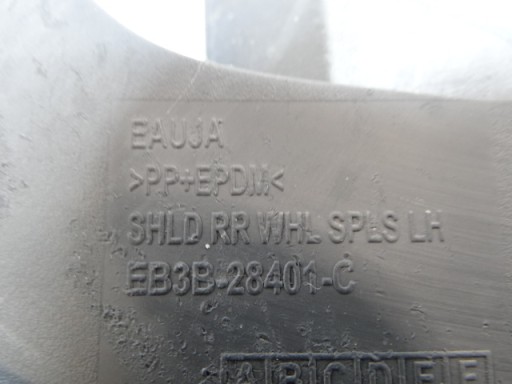 EAUJA
>PP+EPDM<
SHLD RR WHL SPLS LH
EB3B-28401-C
A B C D E F